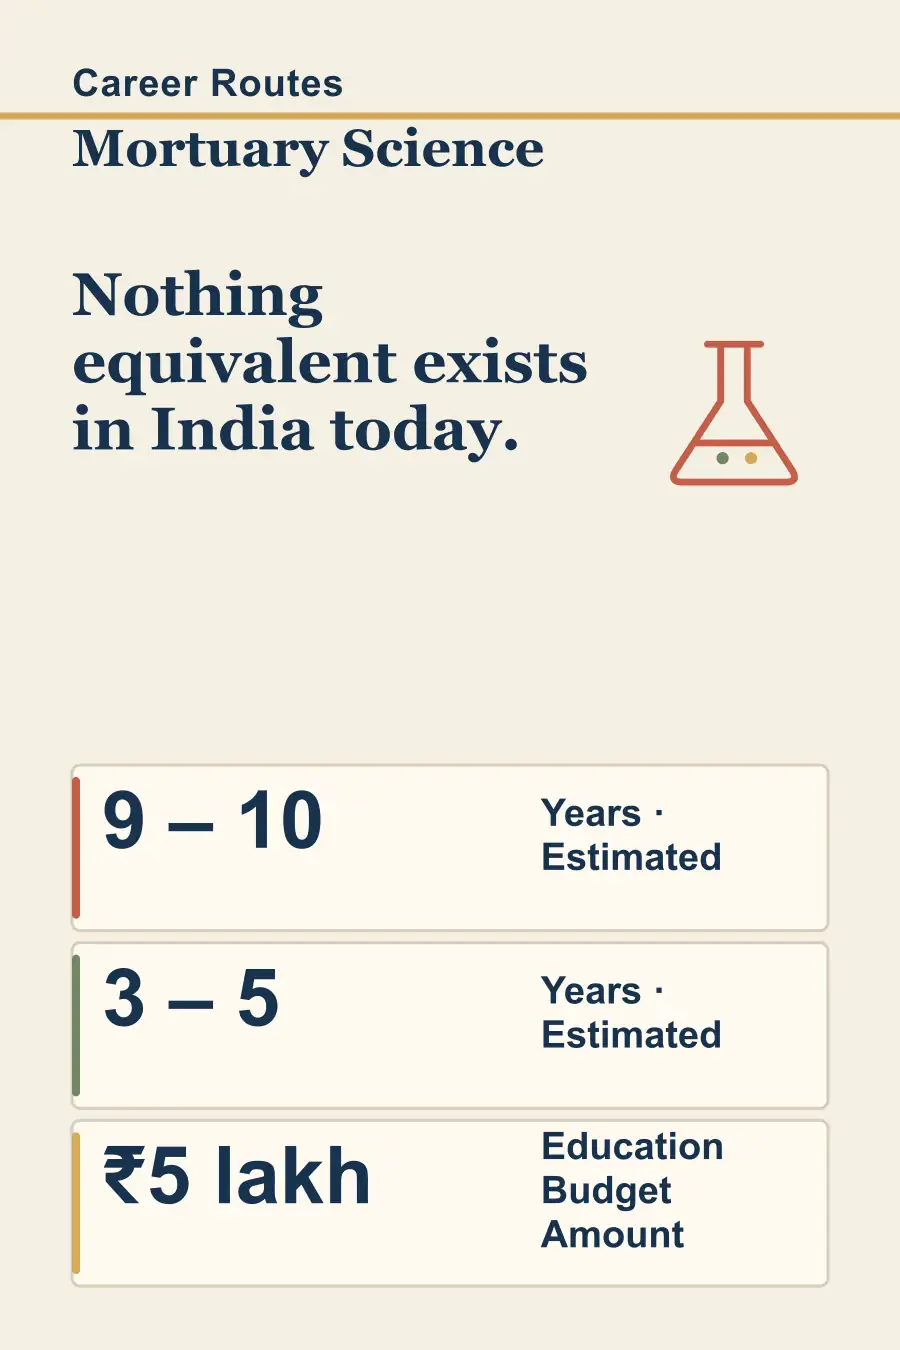 Career Routes
Mortuary Science
Nothing
equivalent exists
in India today.
9 – 10
Years ·
Estimated
3 – 5
Years ·
Estimated
₹5 lakh
Education
Budget
Amount